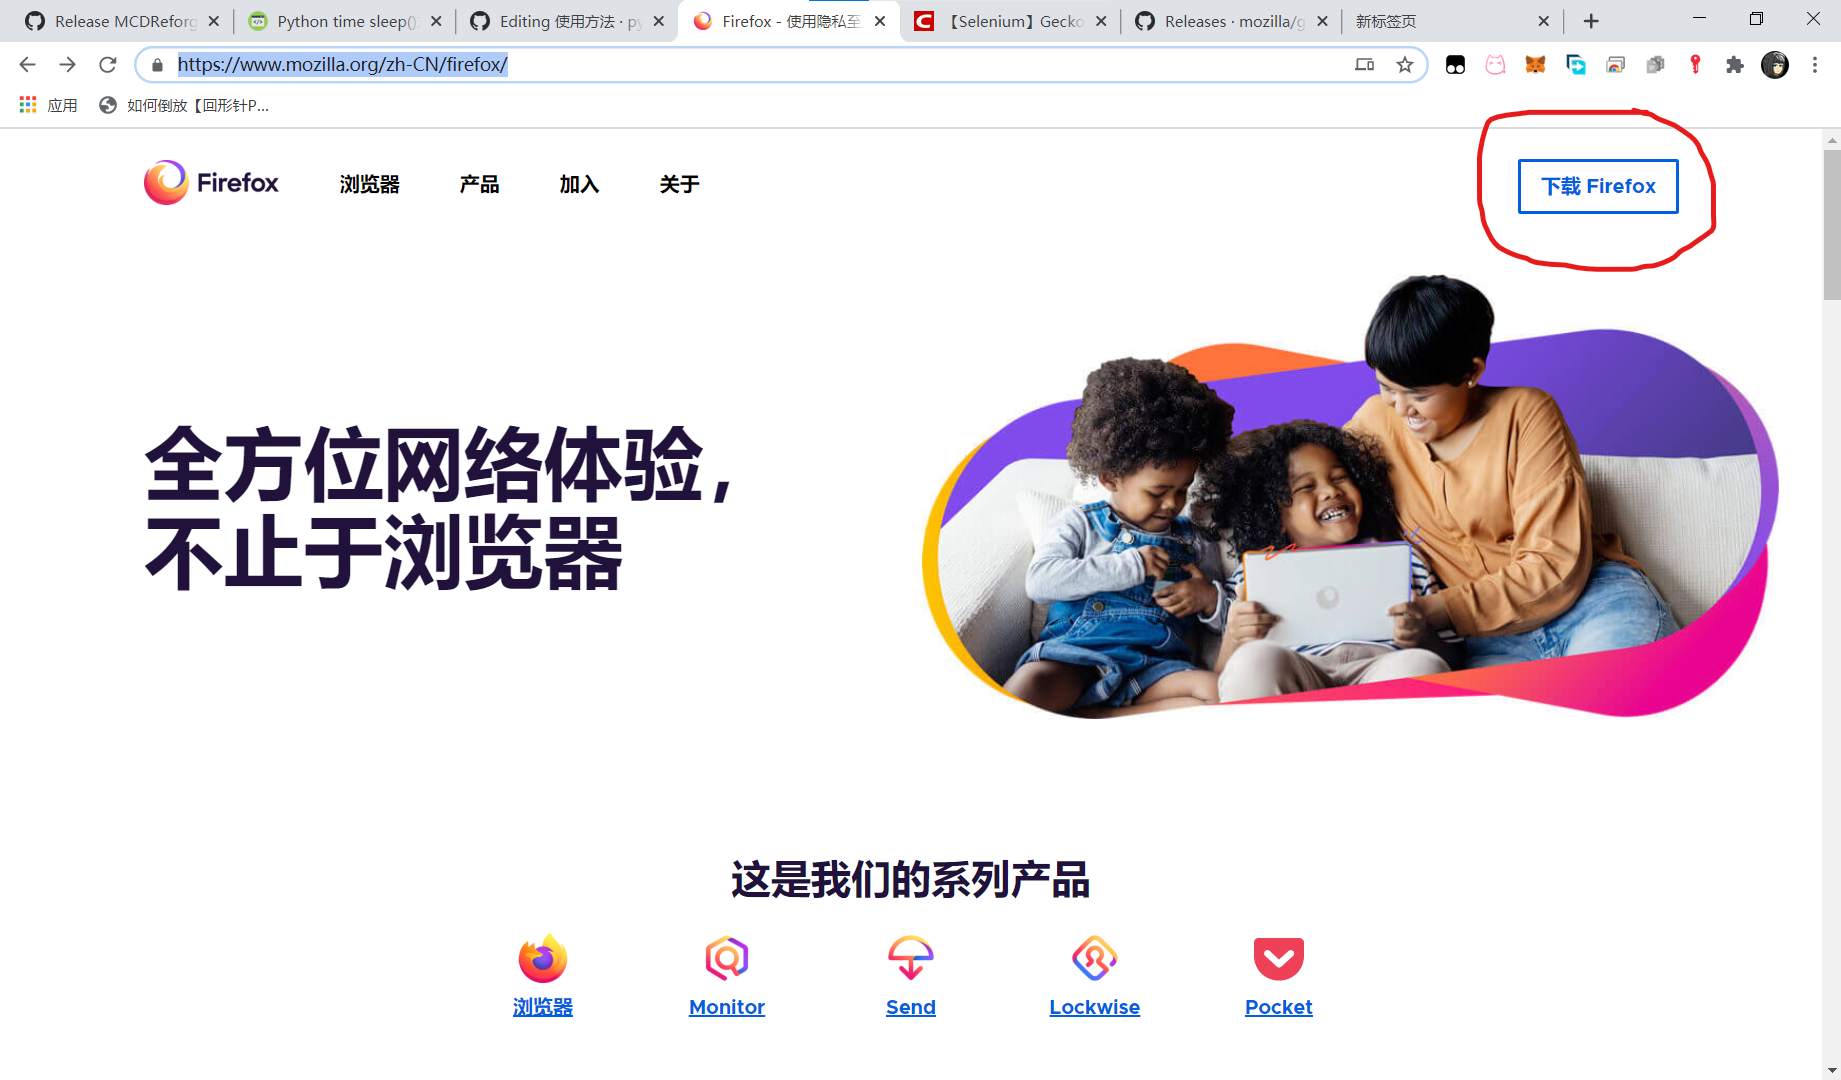 Release MCDReforg
Python time sleep()
Editing 使用方法 · py
Firefox - 使用隐私至
【Selenium】Gecko
Releases · mozilla/g
新标签页
https://www.mozilla.org/zh-CN/firefox/
应用
如何倒放【回形针P...
Firefox
浏览器
产品
加入
关于
下载 Firefox
全方位网络体验，
不止于浏览器
这是我们的系列产品
浏览器
Monitor
Send
Lockwise
Pocket